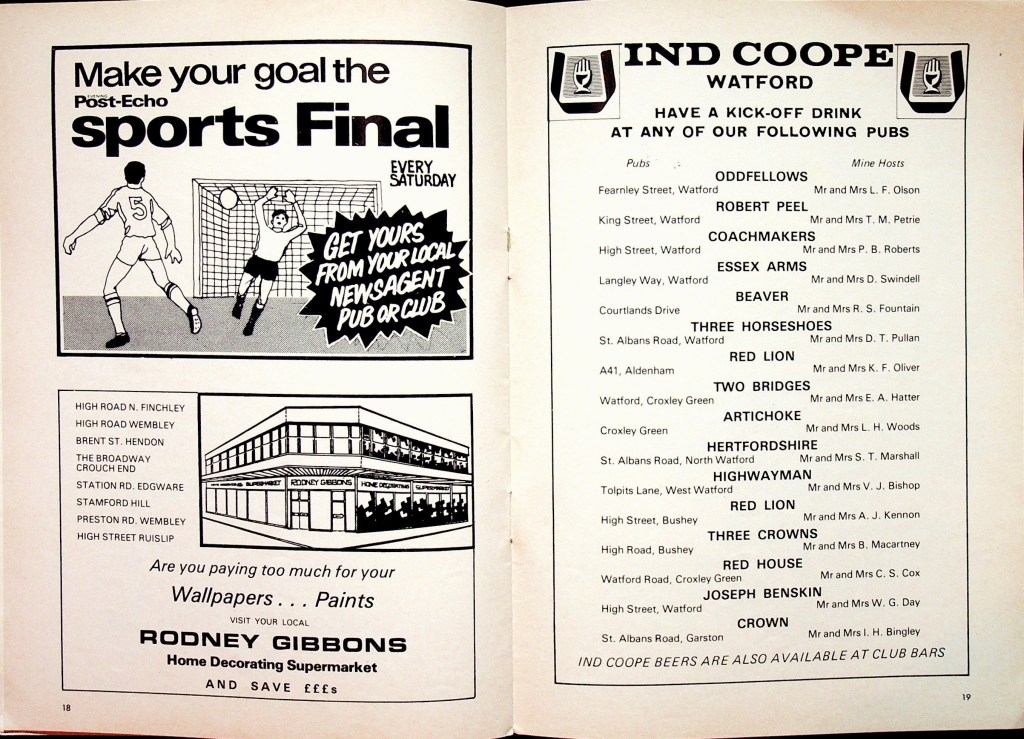 Make your goal the
EVENING
Post-Echo
sports Final
EVERY
SATURDAY
5
GET YOURS
FROM YOUR LOCAL
NEWSAGENT
PUB OR CLUB
HIGH ROAD N. FINCHLEY
HIGH ROAD WEMBLEY
BRENT ST. HENDON
THE BROADWAY
CROUCH END
STATION RD. EDGWARE
STAMFORD HILL
PRESTON RD. WEMBLEY
HIGH STREET RUISLIP
SUPERMARKET RODNEY GIBBONS HOME DECORATING SUPERMARKET
Are you paying too much for your
Wallpapers . . . Paints
VISIT YOUR LOCAL
RODNEY GIBBONS
Home Decorating Supermarket
AND SAVE £££s
18
IND COOPE
WATFORD
HAVE A KICK-OFF DRINK
AT ANY OF OUR FOLLOWING PUBS
Pubs Mine Hosts
ODDFELLOWS
Fearnley Street, Watford Mr and Mrs L. F. Olson
ROBERT PEEL
King Street, Watford Mr and Mrs T. M. Petrie
COACHMAKERS
High Street, Watford Mr and Mrs P. B. Roberts
ESSEX ARMS
Langley Way, Watford Mr and Mrs D. Swindell
BEAVER
Courtlands Drive Mr and Mrs R. S. Fountain
THREE HORSESHOES
St. Albans Road, Watford Mr and Mrs D. T. Pullan
RED LION
A41, Aldenham Mr and Mrs K. F. Oliver
TWO BRIDGES
Watford, Croxley Green Mr and Mrs E. A. Hatter
ARTICHOKE
Croxley Green Mr and Mrs L. H. Woods
HERTFORDSHIRE
St. Albans Road, North Watford Mr and Mrs S. T. Marshall
HIGHWAYMAN
Tolpits Lane, West Watford Mr and Mrs V. J. Bishop
RED LION
High Street, Bushey Mr and Mrs A. J. Kennon
THREE CROWNS
High Road, Bushey Mr and Mrs B. Macartney
RED HOUSE
Watford Road, Croxley Green Mr and Mrs C. S. Cox
JOSEPH BENSKIN
High Street, Watford Mr and Mrs W. G. Day
CROWN
St. Albans Road, Garston Mr and Mrs I. H. Bingley
IND COOPE BEERS ARE ALSO AVAILABLE AT CLUB BARS
19